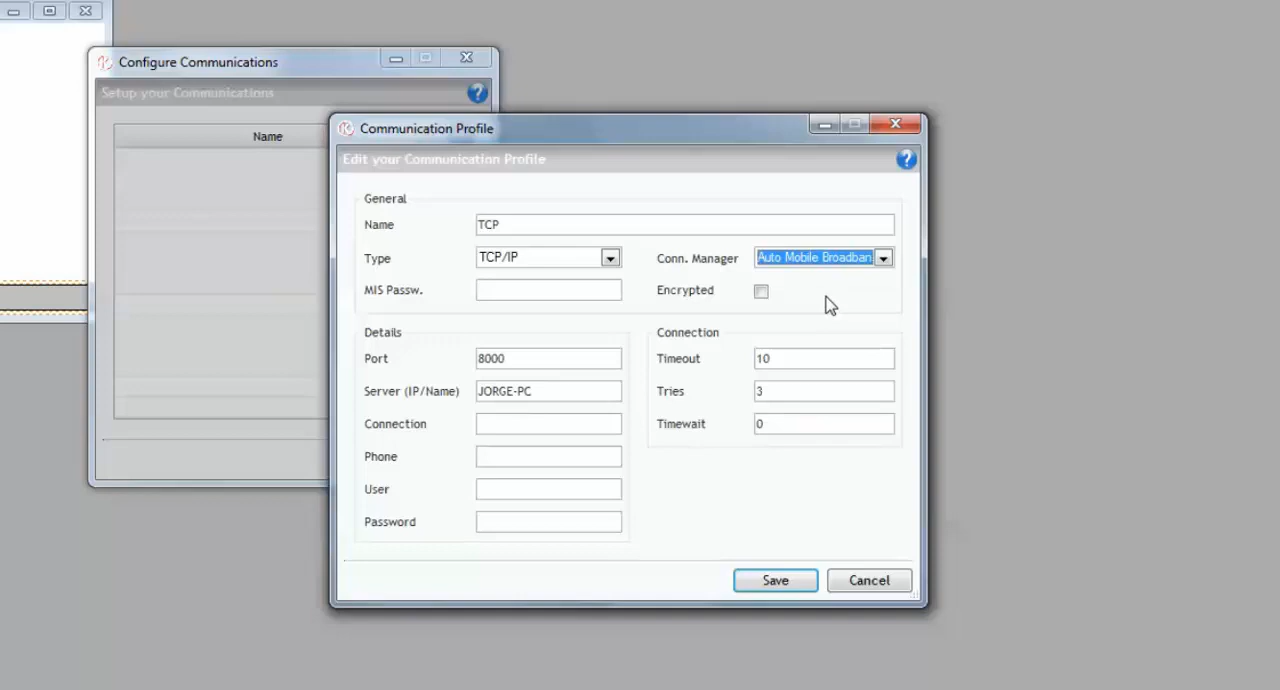 Configure Communications
Setup your Communications
Name
Communication Profile
Edit your Communication Profile
General
Name TCP
Type TCP/IP Conn. Manager Auto Mobile Broadban
MIS Passw. Encrypted
Details Connection
Port 8000 Timeout 10
Server (IP/Name) JORGE-PC Tries 3
Connection Timewait 0
Phone
User
Password
Save Cancel